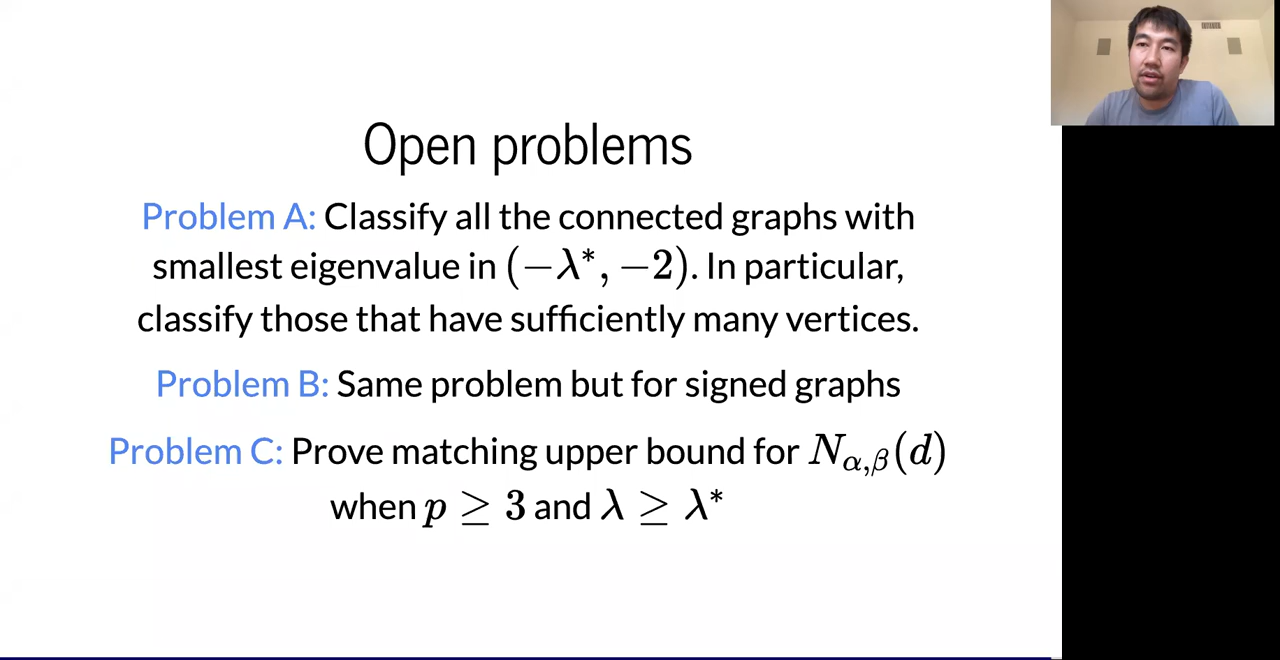 Open problems
Problem A: Classify all the connected graphs with
smallest eigenvalue in (−λ*, −2). In particular,
classify those that have sufficiently many vertices.
Problem B: Same problem but for signed graphs
Problem C: Prove matching upper bound for N_{α,β}(d)
when p ≥ 3 and λ ≥ λ*